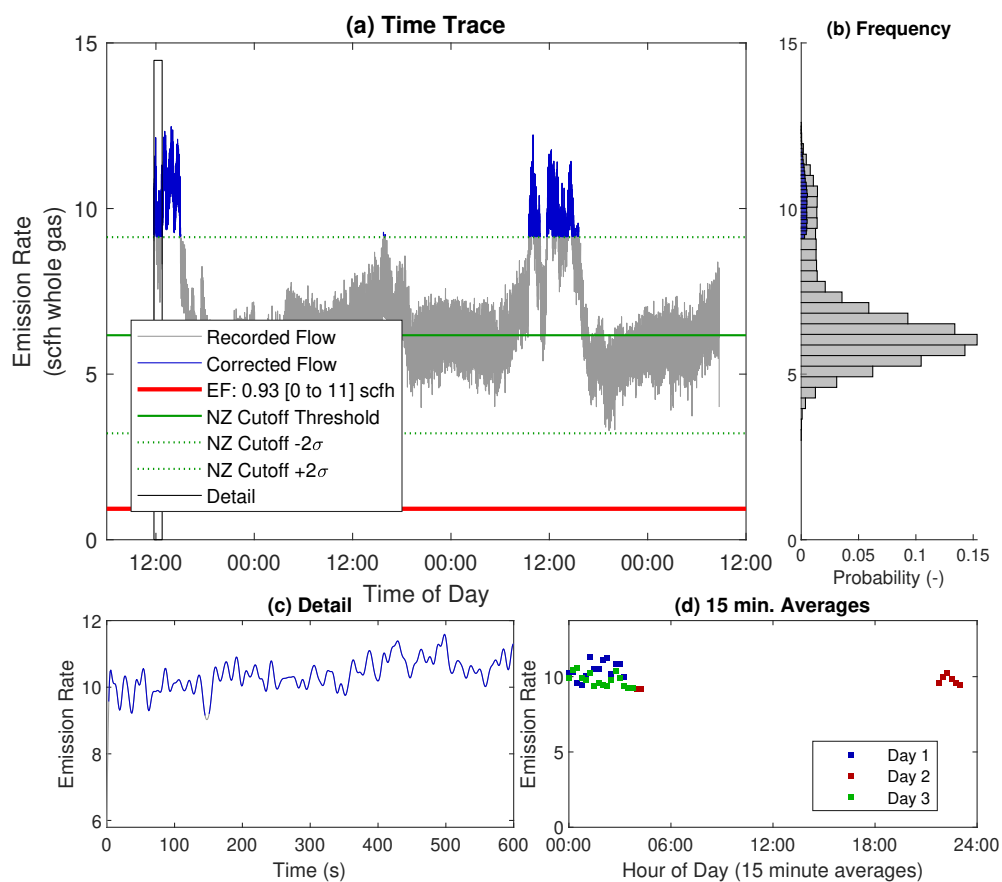 (a) Time Trace
15
10
5
0
Emission Rate
(scfh whole gas)
Recorded Flow
Corrected Flow
EF: 0.93 [0 to 11] scfh
NZ Cutoff Threshold
NZ Cutoff -2σ
NZ Cutoff +2σ
Detail
12:00 00:00 12:00 00:00 12:00 00:00 12:00
Time of Day
(b) Frequency
15
10
5
0
0 0.05 0.1 0.15
Probability (-)
(c) Detail
12
10
8
6
Emission Rate
0 100 200 300 400 500 600
Time (s)
(d) 15 min. Averages
10
5
0
Emission Rate
Day 1
Day 2
Day 3
00:00 06:00 12:00 18:00 24:00
Hour of Day (15 minute averages)